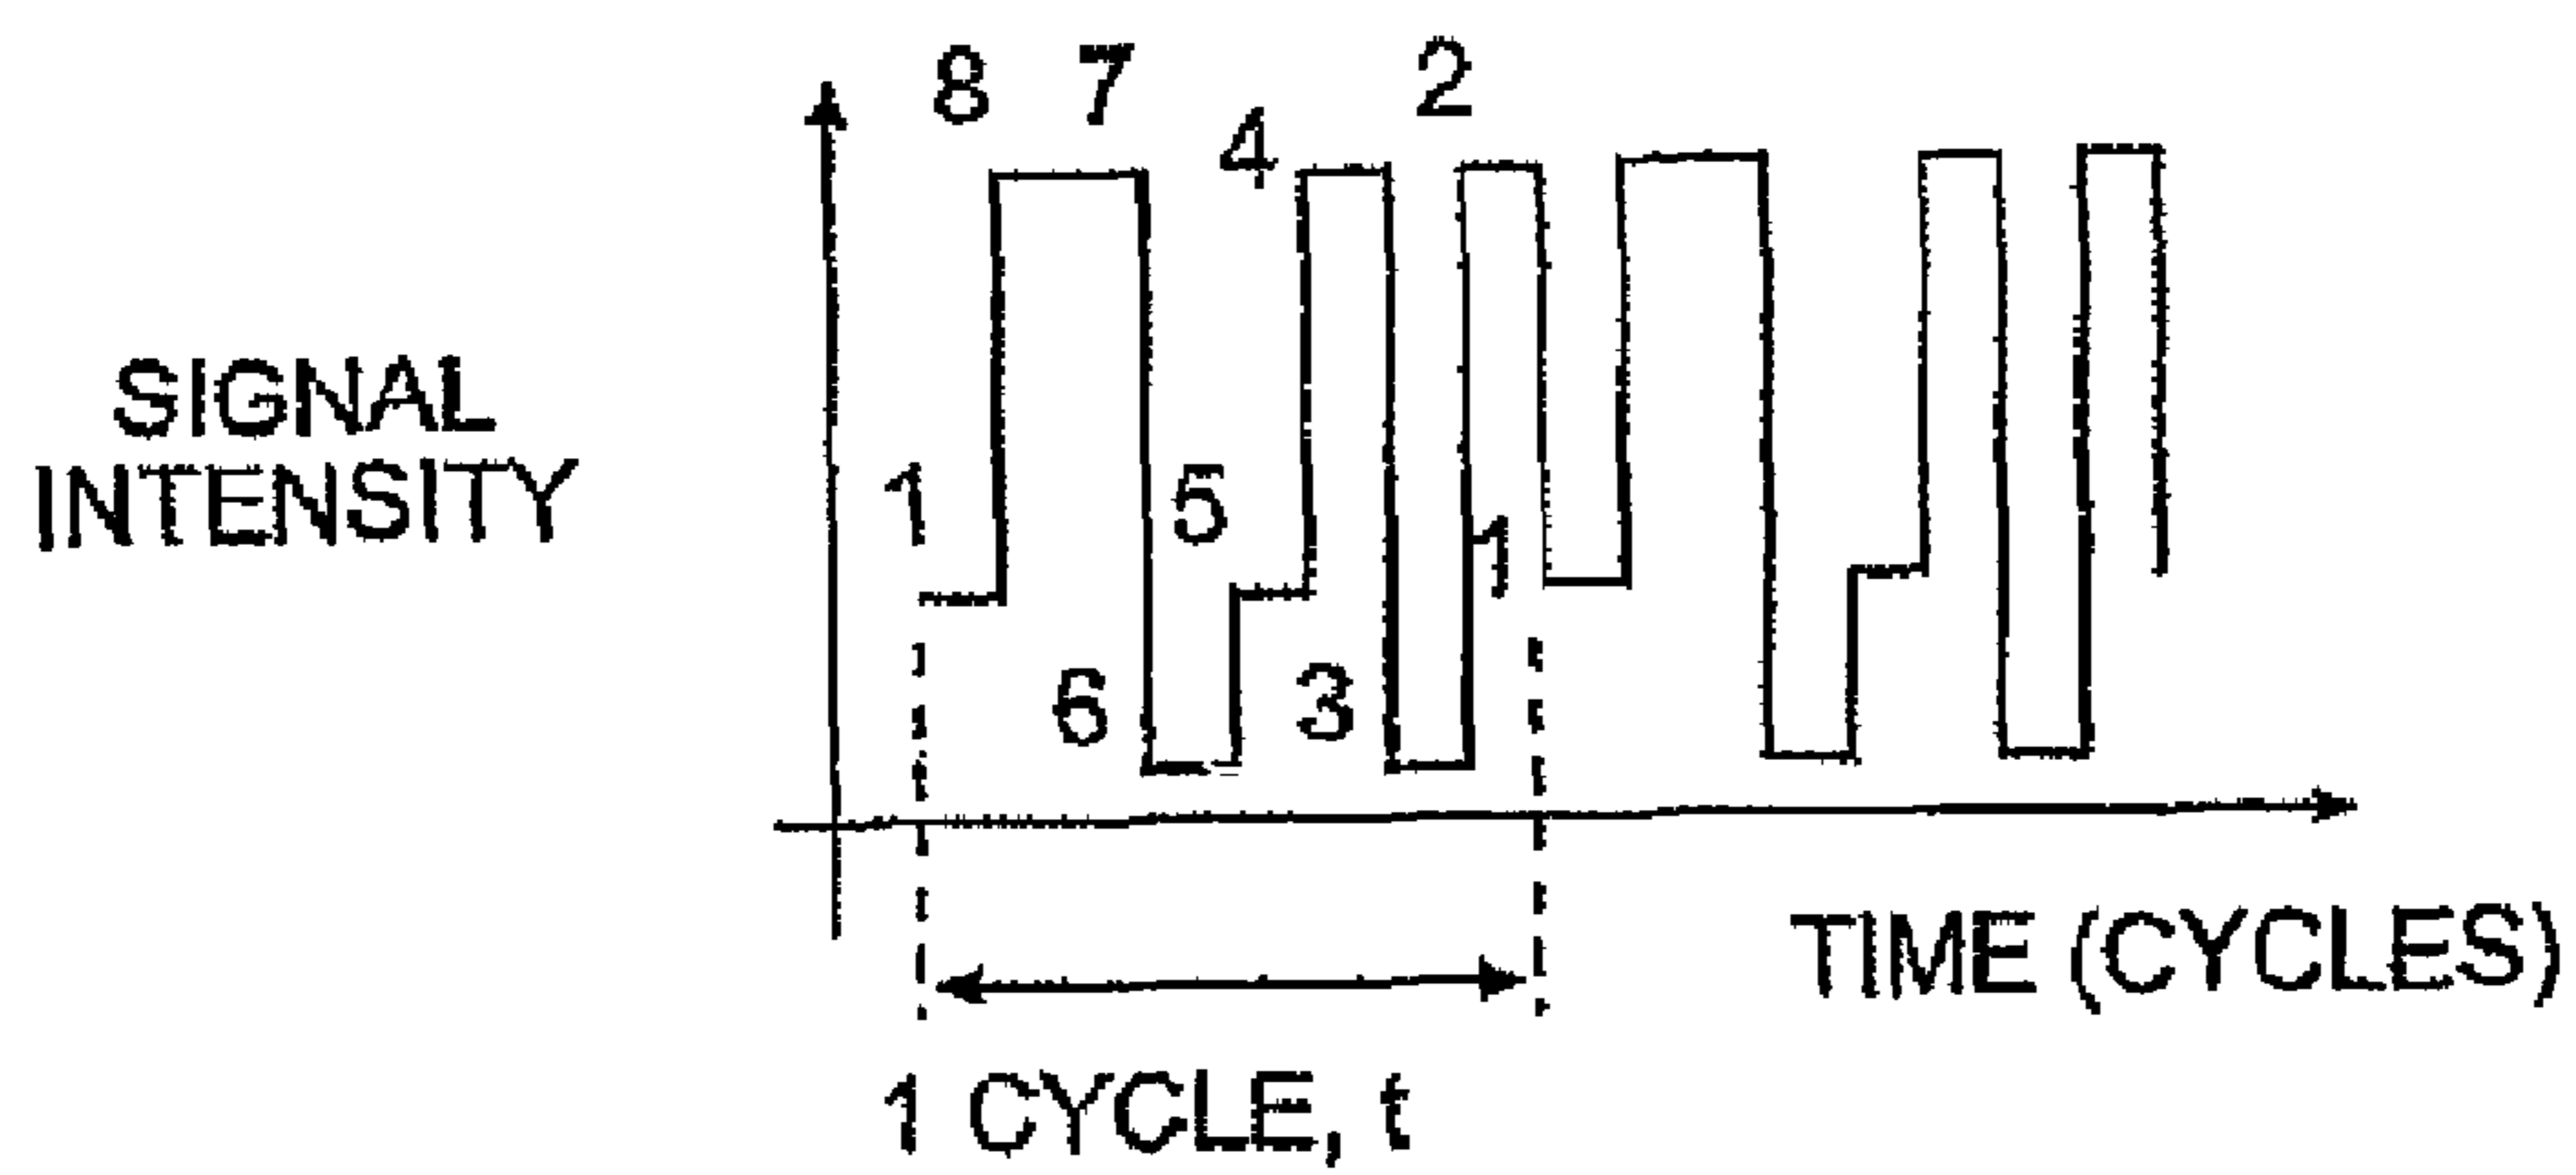 8 7 2
4
SIGNAL
INTENSITY
1 5 1
6 3
TIME (CYCLES)
1 CYCLE, t